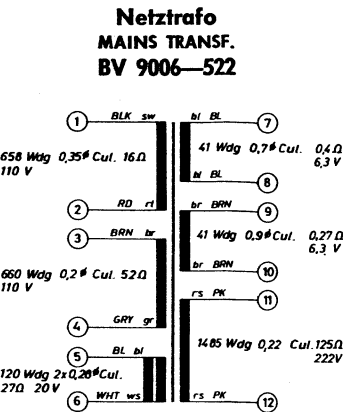 Netztrafo
MAINS TRANSF.
BV 9006—522
1 BLK sw
bl BL 7
658 Wdg 0,35ø Cul. 16Ω
110 V
41 Wdg 0,7ø Cul. 0,4Ω
6,3 V
2 RD rt
bl BL 8
3 BRN br
br BRN 9
660 Wdg 0,2ø Cul. 52Ω
110 V
41 Wdg 0,9ø Cul. 0,27Ω
6,3 V
br BRN 10
4 GRY gr
rs PK 11
5 BL bl
1485 Wdg 0,22 Cul. 125Ω
222V
120 Wdg 2x0,28ø Cul.
27Ω 20 V
6 WHT ws
rs PK 12